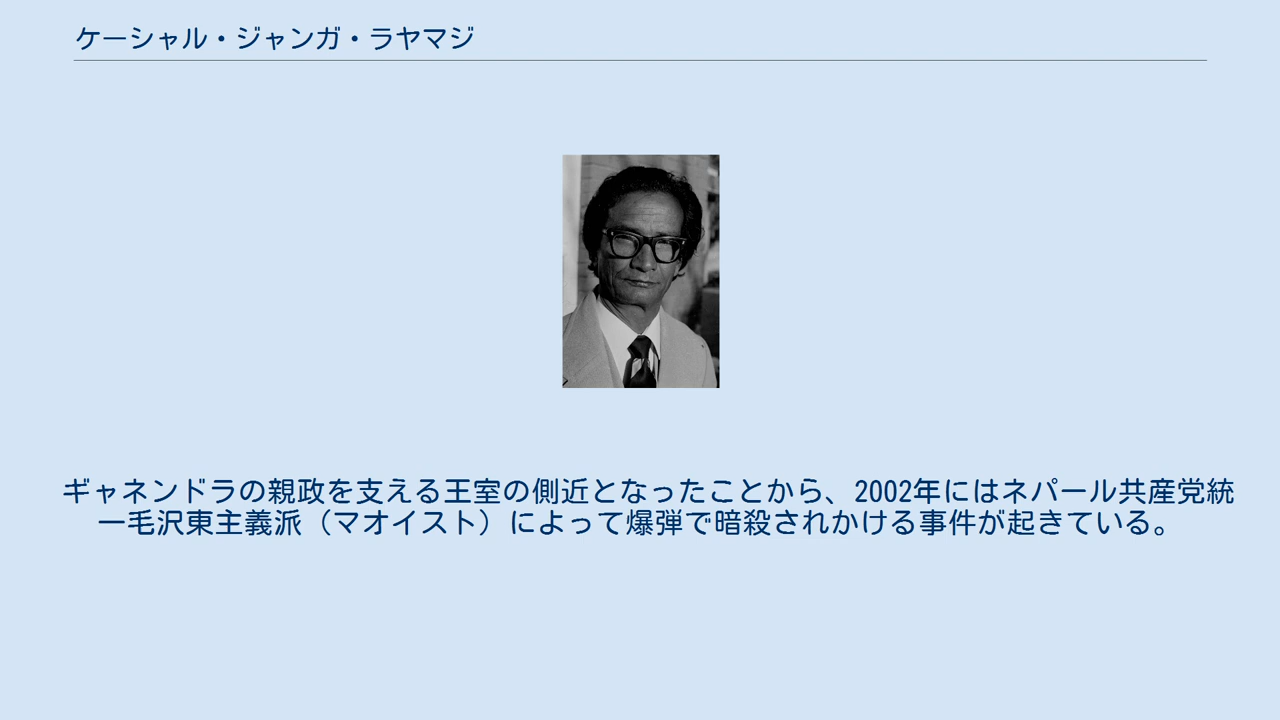 ケーシャル・ジャンガ・ラヤマジ
ギャネンドラの親政を支える王室の側近となったことから、2002年にはネパール共産党統
一毛沢東主義派（マオイスト）によって爆弾で暗殺されかける事件が起きている。